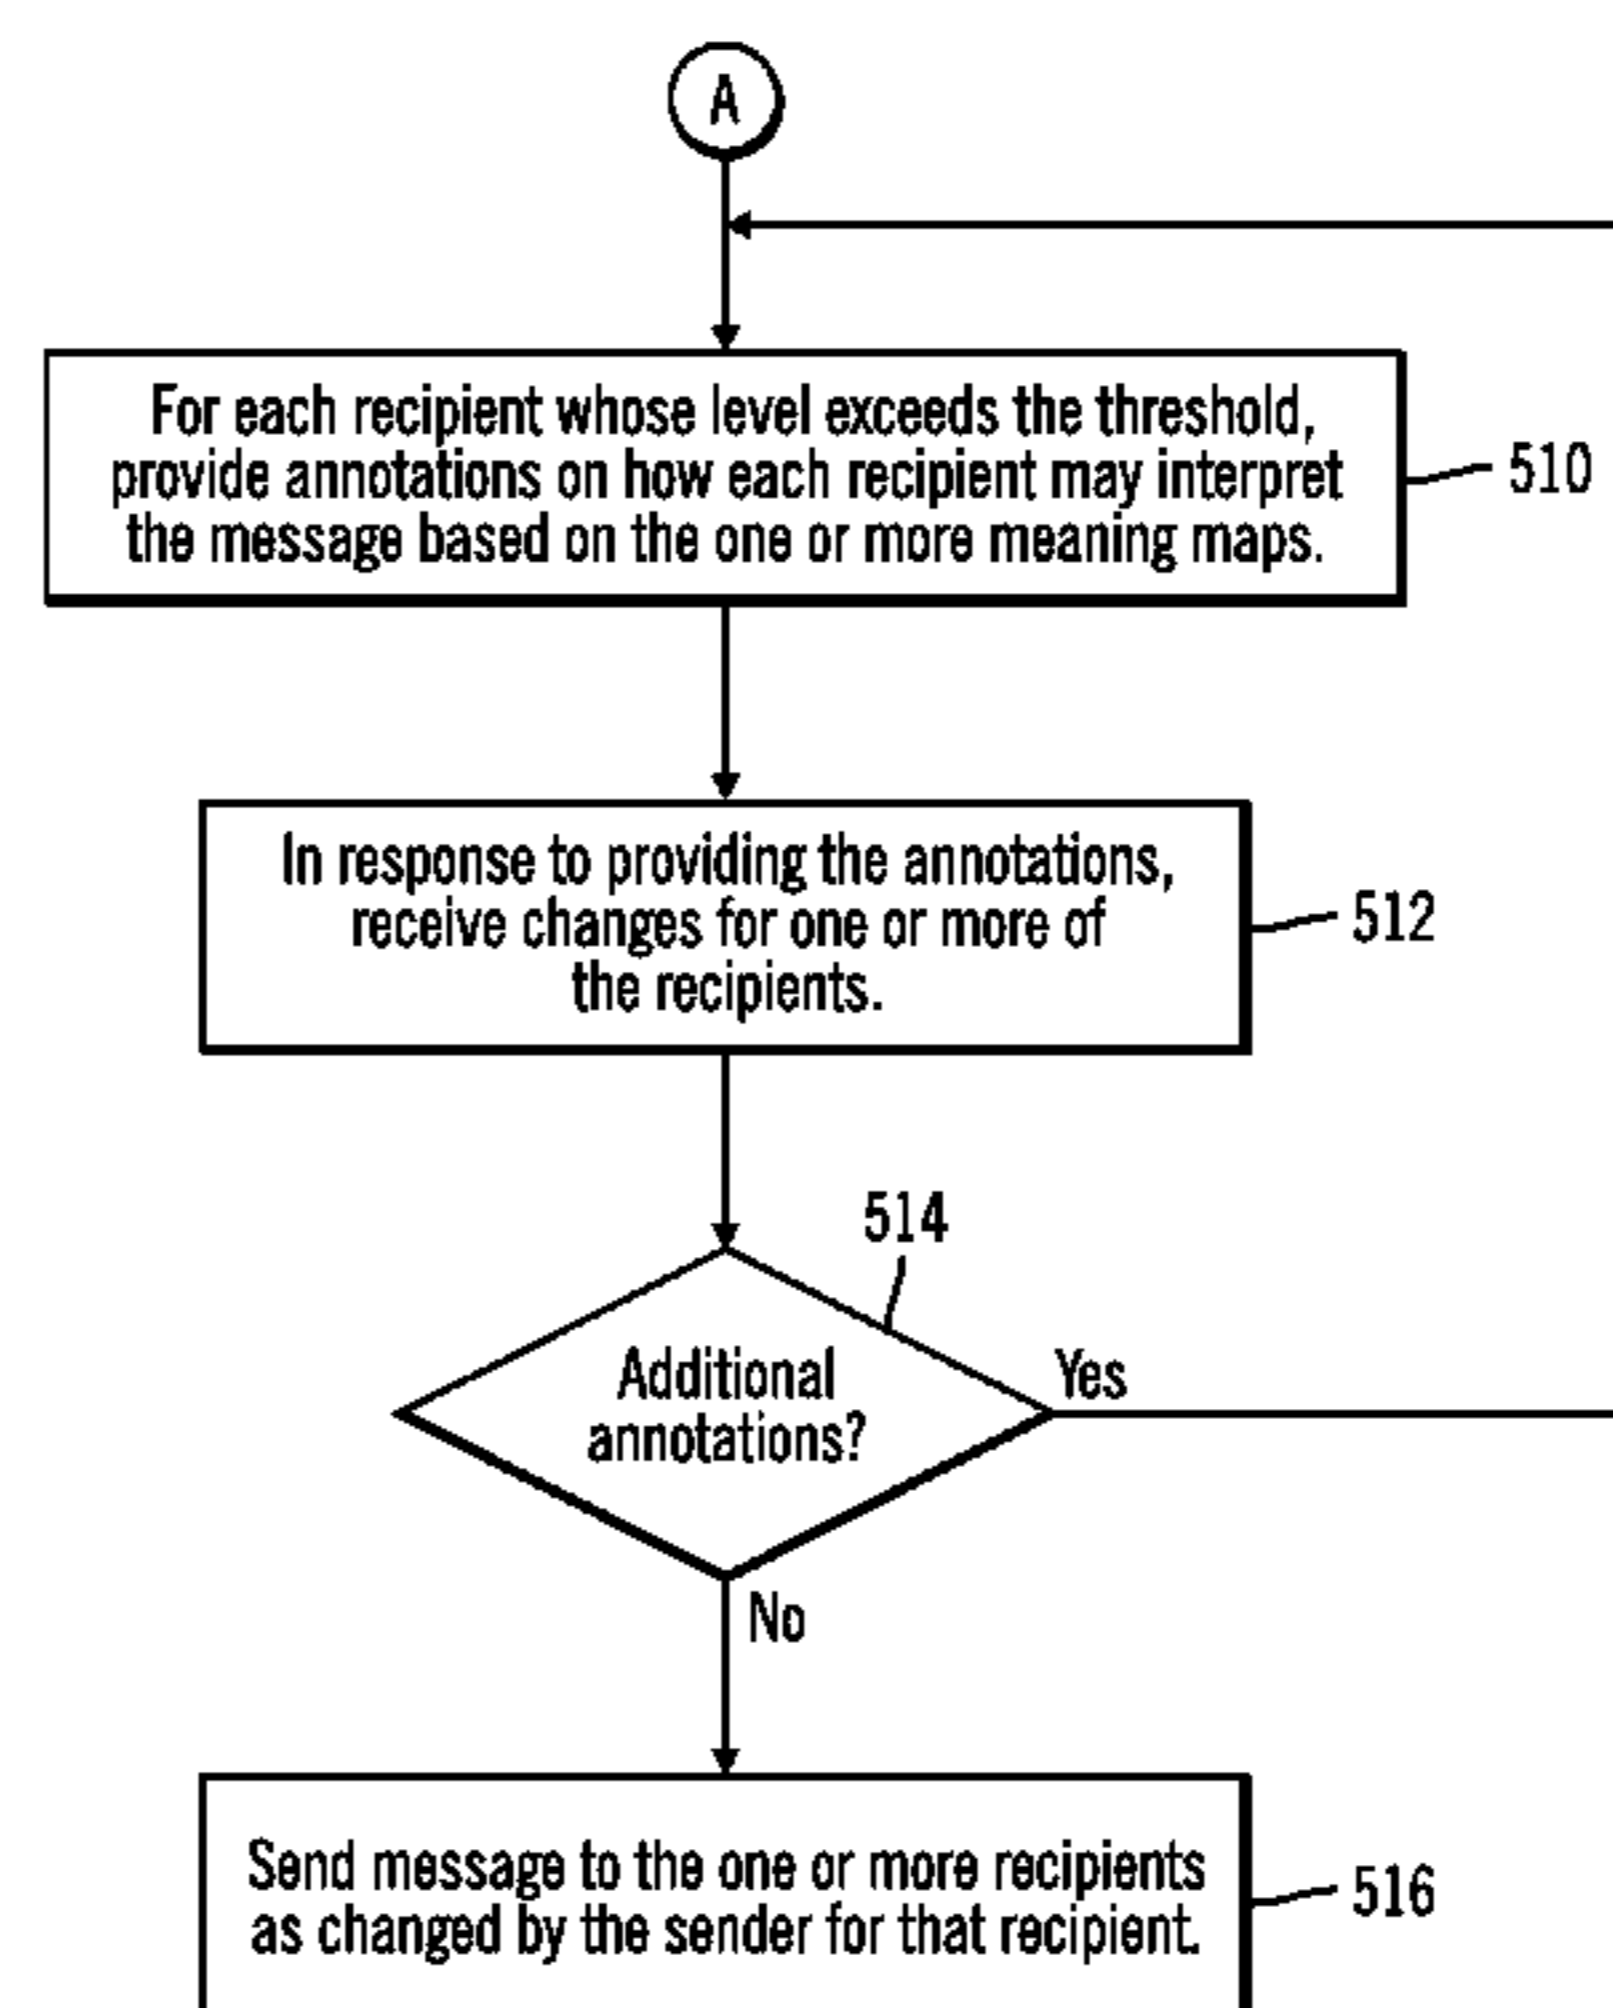 A
For each recipient whose level exceeds the threshold,
provide annotations on how each recipient may interpret
the message based on the one or more meaning maps.
510
In response to providing the annotations,
receive changes for one or more of
the recipients.
512
514
Additional
annotations?
Yes
No
Send message to the one or more recipients
as changed by the sender for that recipient.
516